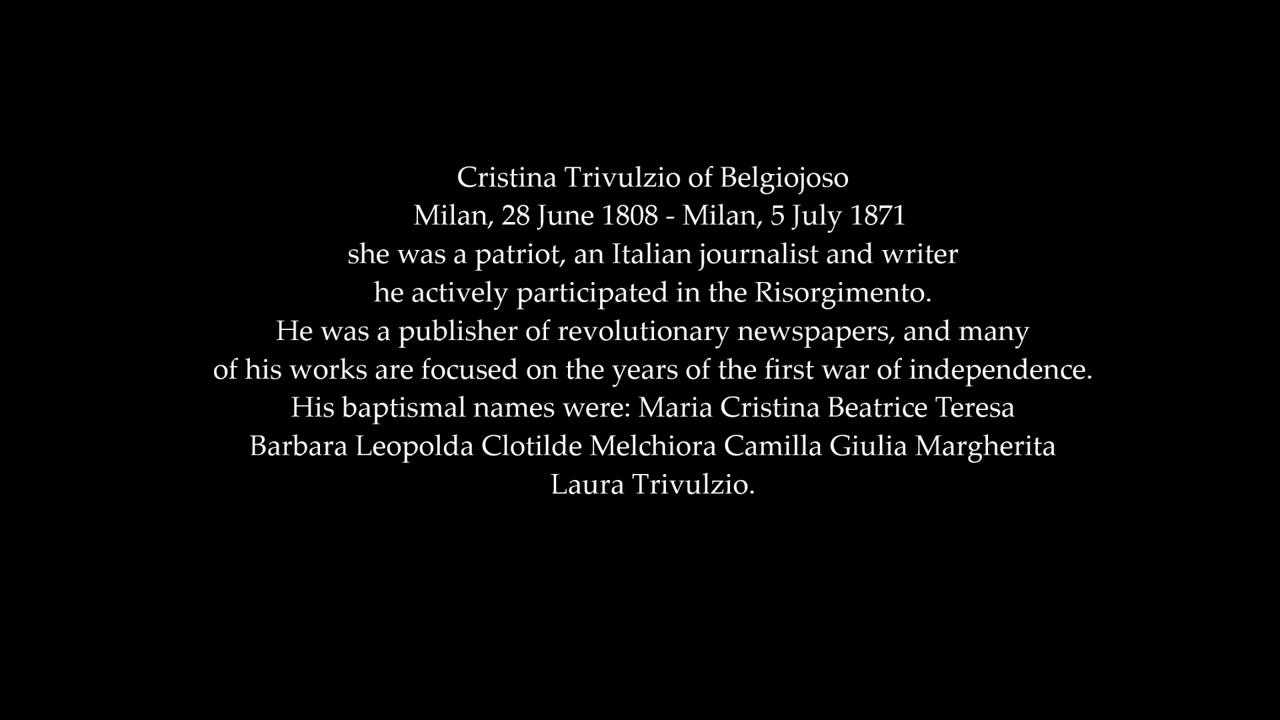 Cristina Trivulzio of Belgiojoso
Milan, 28 June 1808 - Milan, 5 July 1871
she was a patriot, an Italian journalist and writer
he actively participated in the Risorgimento.
He was a publisher of revolutionary newspapers, and many
of his works are focused on the years of the first war of independence.
His baptismal names were: Maria Cristina Beatrice Teresa
Barbara Leopolda Clotilde Melchiora Camilla Giulia Margherita
Laura Trivulzio.